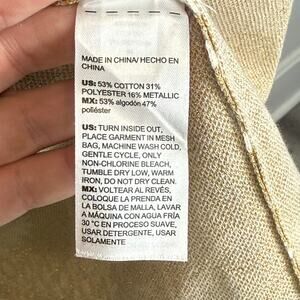 MADE IN CHINA/ HECHO EN
CHINA
US: 53% COTTON 31%
POLYESTER 16% METALLIC
MX: 53% algodón 47%
poliéster
US: TURN INSIDE OUT,
PLACE GARMENT IN MESH
BAG, MACHINE WASH COLD,
GENTLE CYCLE, ONLY
NON-CHLORINE BLEACH,
TUMBLE DRY LOW, WARM
IRON, DO NOT DRY CLEAN.
MX: VOLTEAR AL REVÉS,
COLOQUE LA PRENDA EN
LA BOLSA DE MALLA, LAVAR
A MÁQUINA CON AGUA FRÍA
30 °C EN PROCESO SUAVE,
USAR DETERGENTE, USAR
SOLAMENTE